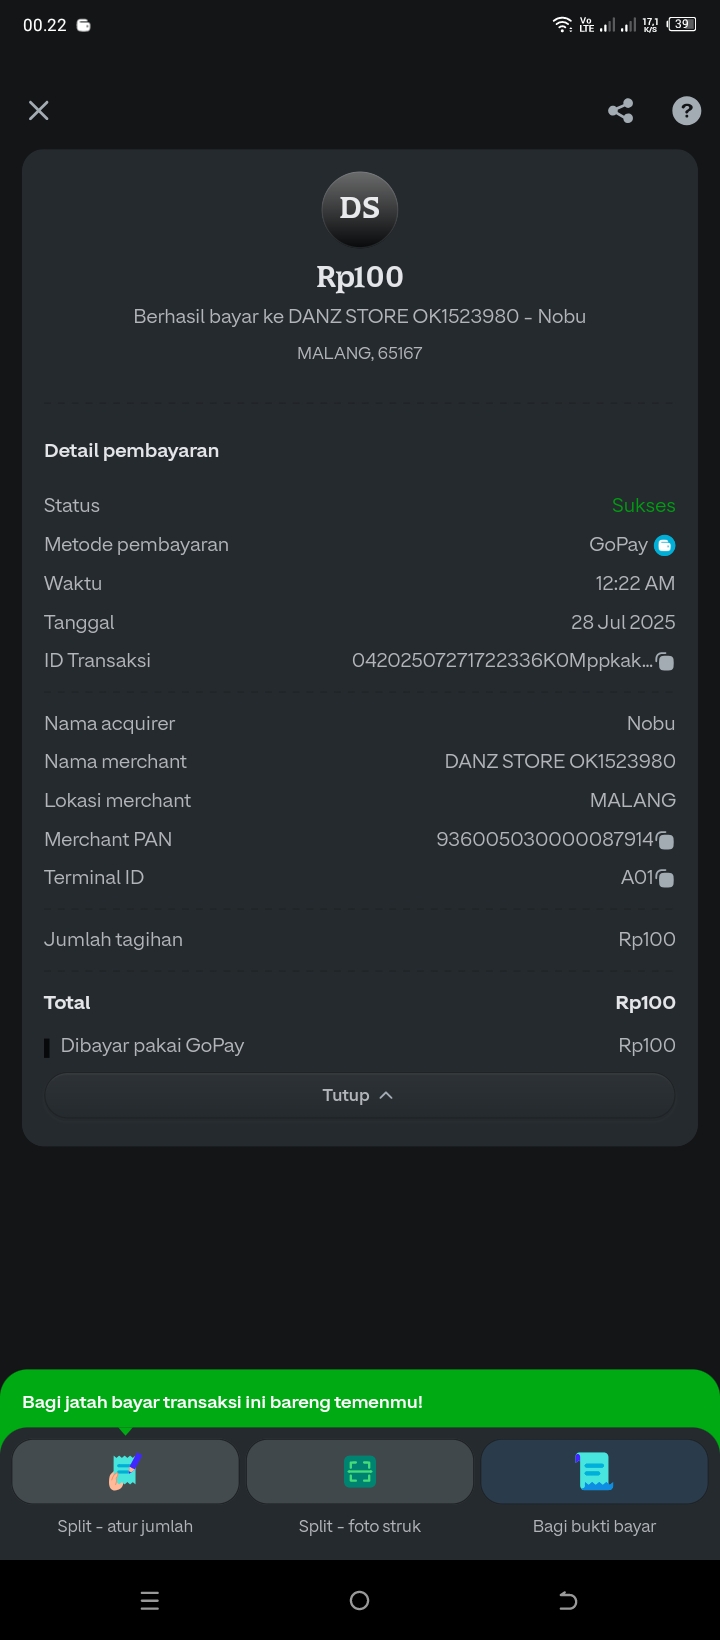 00.22
Vo LTE 17,1 K/S 39
DS
Rp100
Berhasil bayar ke DANZ STORE OK1523980 - Nobu
MALANG, 65167
Detail pembayaran
Status Sukses
Metode pembayaran GoPay
Waktu 12:22 AM
Tanggal 28 Jul 2025
ID Transaksi 04202507271722336K0Mppkak...
Nama acquirer Nobu
Nama merchant DANZ STORE OK1523980
Lokasi merchant MALANG
Merchant PAN 936005030000087914
Terminal ID A01
Jumlah tagihan Rp100
Total Rp100
Dibayar pakai GoPay Rp100
Tutup
Bagi jatah bayar transaksi ini bareng temenmu!
Split - atur jumlah Split - foto struk Bagi bukti bayar